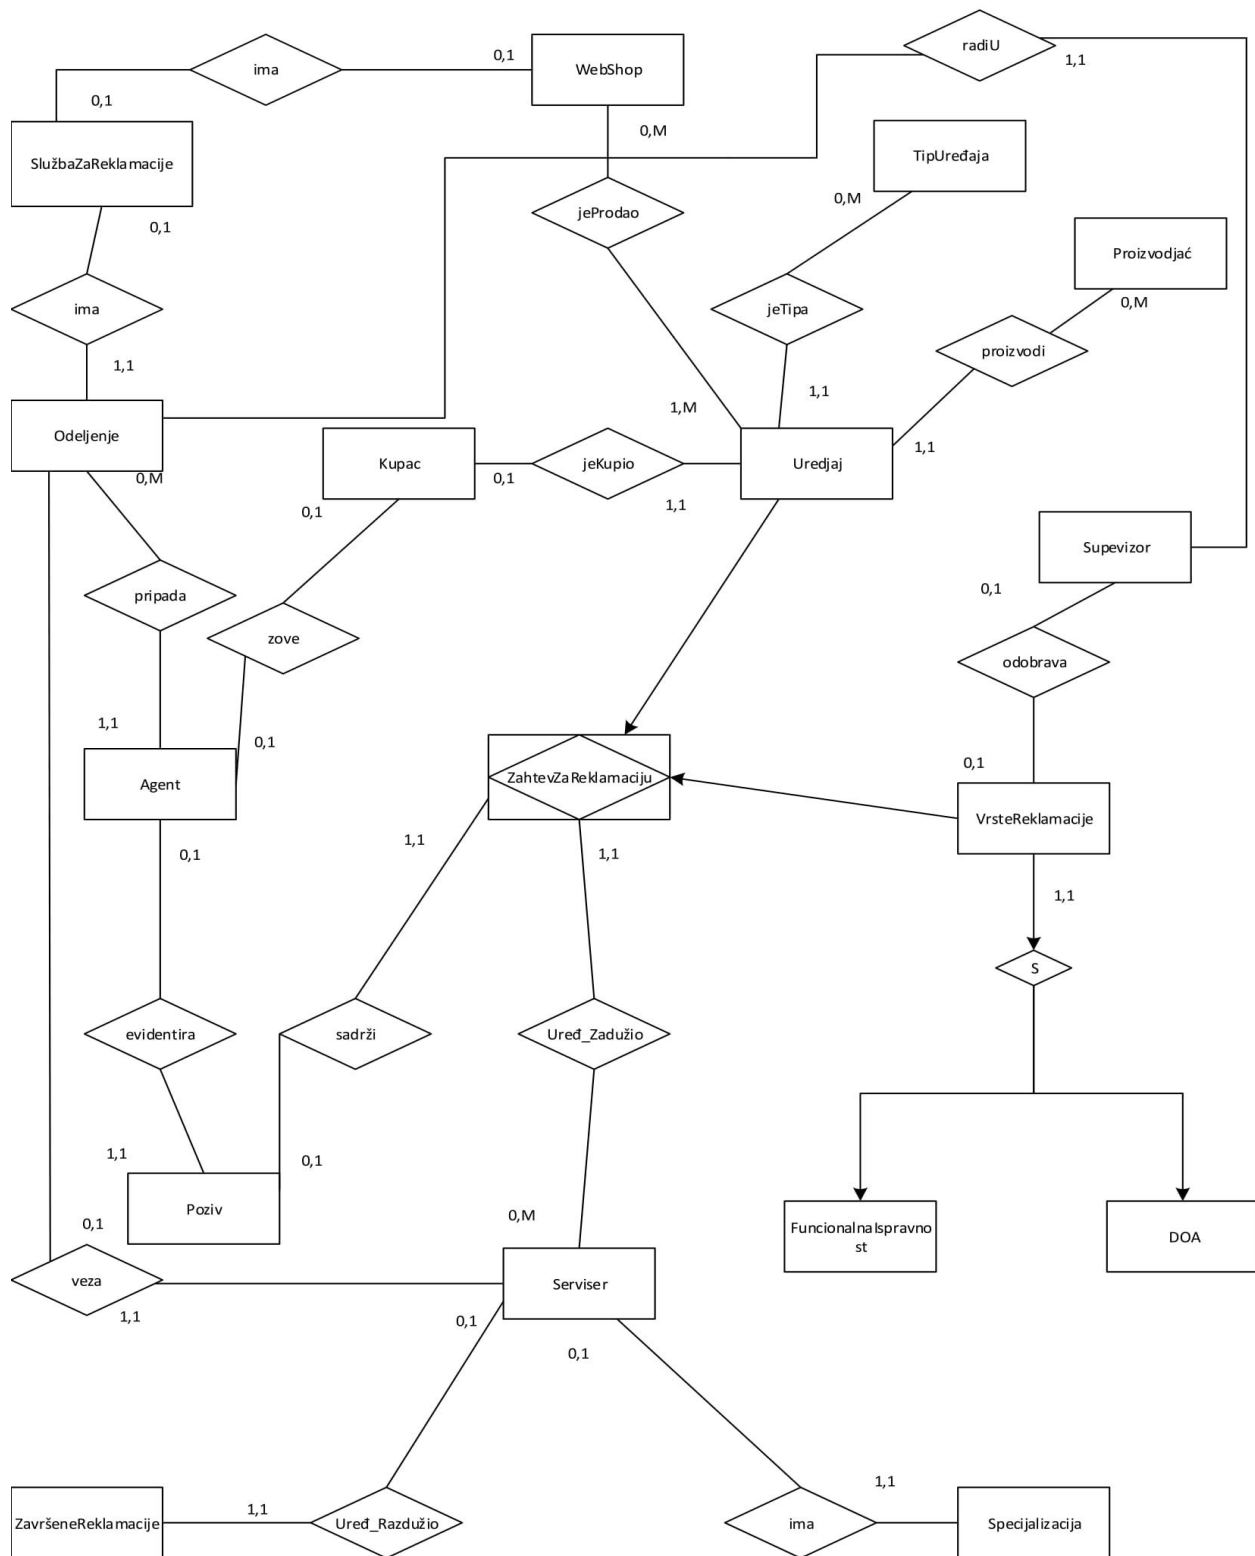 radiU
ima
0,1
WebShop
1,1
0,1
0,M
TipUređaja
SlužbaZaReklamacije
0,M
jeProdao
0,1
Proizvodjać
ima
jeTipa
0,M
proizvodi
1,1
1,M
1,1
Odeljenje
Kupac
jeKupio
Uredjaj
1,1
0,M
0,1
1,1
0,1
Supevizor
0,1
pripada
zove
odobrava
1,1
0,1
0,1
Agent
ZahtevZaReklamaciju
VrsteReklamacije
0,1
1,1
1,1
1,1
S
evidentira
sadrži
Uređ_Zadužio
1,1
0,1
Poziv
0,M
0,1
FuncionalnaIspravno
st
DOA
veza
Serviser
1,1
0,1
0,1
1,1
1,1
ZavršeneReklamacije
Uređ_Razdužio
ima
Specijalizacija